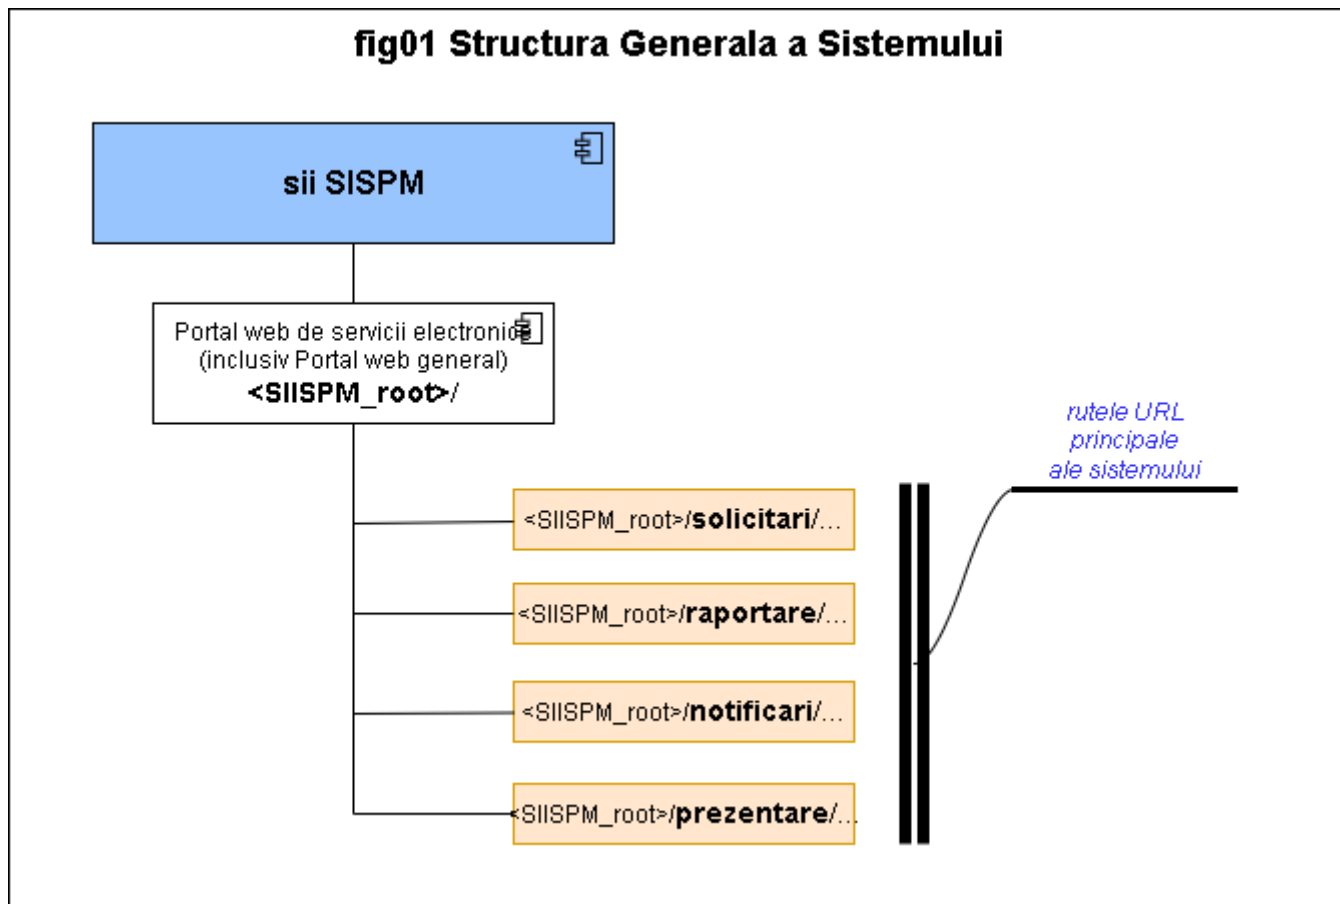 fig01 Structura Generala a Sistemului
sii SISPM
Portal web de servicii electronice
(inclusiv Portal web general)
<SIISPM_root>/
rutele URL
principale
ale sistemului
<SIISPM_root>/solicitari/...
<SIISPM_root>/raportare/...
<SIISPM_root>/notificari/...
<SIISPM_root>/prezentare/...